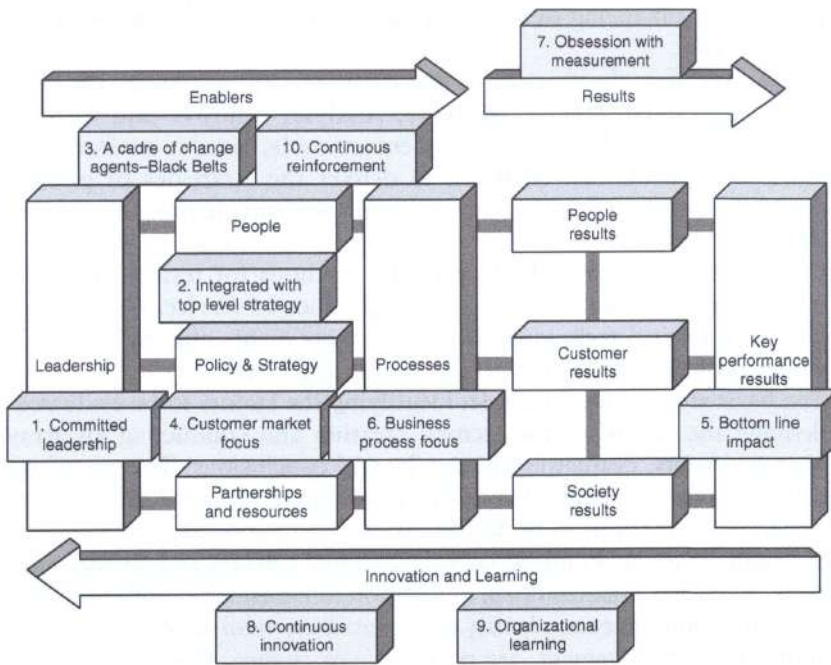 7. Obsession with
measurement
Enablers
Results
3. A cadre of change
agents–Black Belts
10. Continuous
reinforcement
People
People
results
2. Integrated with
top level strategy
Leadership
Policy & Strategy
Processes
Customer
results
Key
performance
results
1. Committed
leadership
4. Customer market
focus
6. Business
process focus
5. Bottom line
impact
Partnerships
and resources
Society
results
Innovation and Learning
8. Continuous
innovation
9. Organizational
learning